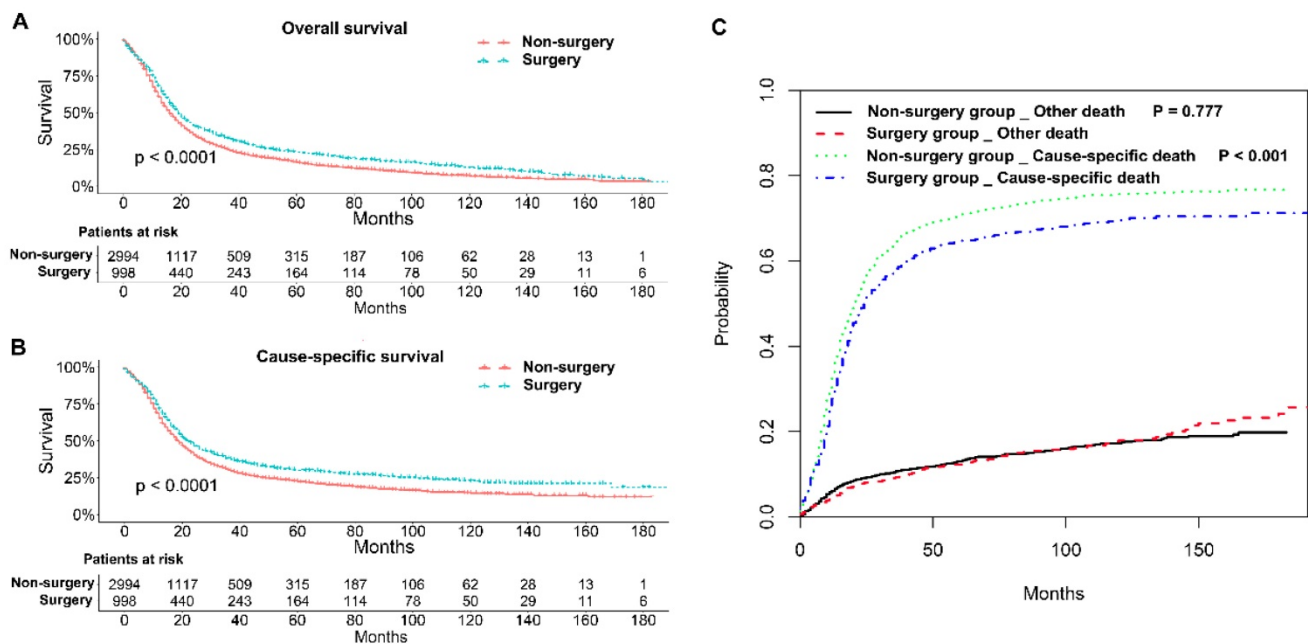 A
Overall survival
Non-surgery
Surgery
100%
75%
50%
25%
0%
Survival
p < 0.0001
0 20 40 60 80 100 120 140 160 180
Months
Patients at risk
Non-surgery 2994 1117 509 315 187 106 62 28 13 1
Surgery 998 440 243 164 114 78 50 29 11 6
0 20 40 60 80 100 120 140 160 180
Months
B
Cause-specific survival
Non-surgery
Surgery
100%
75%
50%
25%
0%
Survival
p < 0.0001
0 20 40 60 80 100 120 140 160 180
Months
Patients at risk
Non-surgery 2994 1117 509 315 187 106 62 28 13 1
Surgery 998 440 243 164 114 78 50 29 11 6
0 20 40 60 80 100 120 140 160 180
Months
C
Non-surgery group _ Other death P = 0.777
Surgery group _ Other death
Non-surgery group _ Cause-specific death P < 0.001
Surgery group _ Cause-specific death
1.0
0.8
0.6
0.4
0.2
0.0
Probability
0 50 100 150
Months